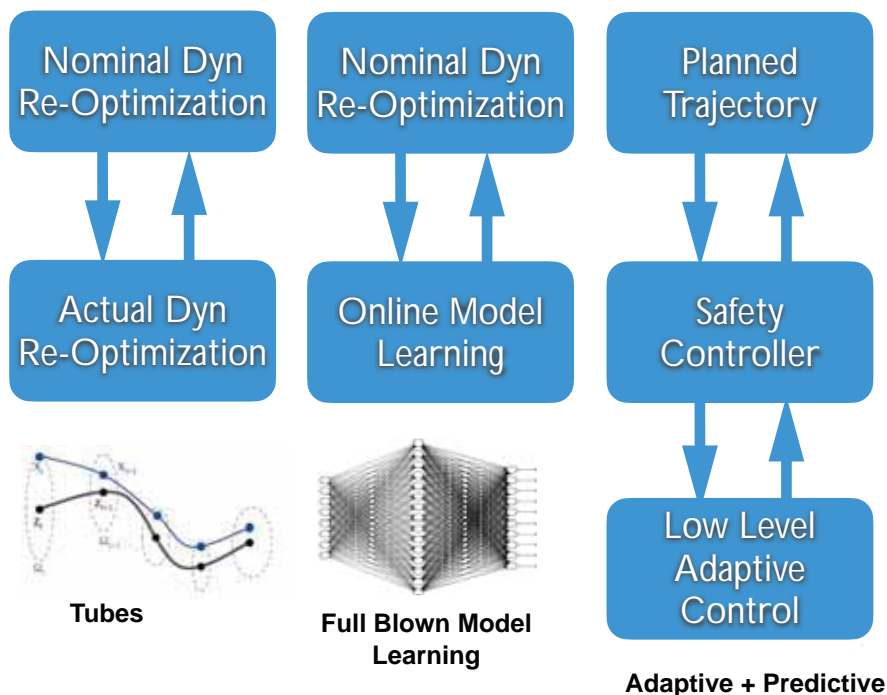 Nominal Dyn
Re-Optimization
Actual Dyn
Re-Optimization
Tubes
Nominal Dyn
Re-Optimization
Online Model
Learning
Full Blown Model
Learning
Planned
Trajectory
Safety
Controller
Low Level
Adaptive
Control
Adaptive + Predictive